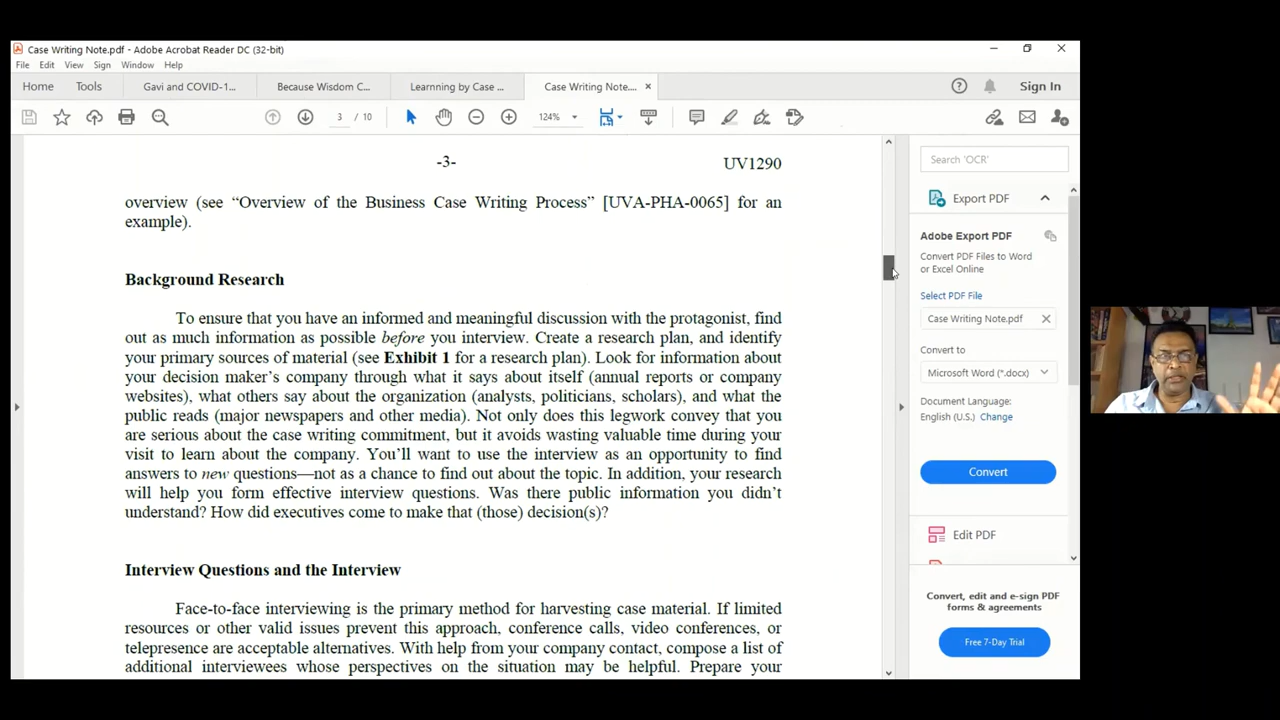 Case Writing Note.pdf - Adobe Acrobat Reader DC (32-bit)
File Edit View Sign Window Help
Home Tools Gavi and COVID-1... Because Wisdom C... Learnning by Case ... Case Writing Note.... Sign In
3 / 10 124%
-3- UV1290
overview (see “Overview of the Business Case Writing Process” [UVA-PHA-0065] for an
example).
Background Research
To ensure that you have an informed and meaningful discussion with the protagonist, find
out as much information as possible before you interview. Create a research plan, and identify
your primary sources of material (see Exhibit 1 for a research plan). Look for information about
your decision maker’s company through what it says about itself (annual reports or company
websites), what others say about the organization (analysts, politicians, scholars), and what the
public reads (major newspapers and other media). Not only does this legwork convey that you
are serious about the case writing commitment, but it avoids wasting valuable time during your
visit to learn about the company. You’ll want to use the interview as an opportunity to find
answers to new questions—not as a chance to find out about the topic. In addition, your research
will help you form effective interview questions. Was there public information you didn’t
understand? How did executives come to make that (those) decision(s)?
Interview Questions and the Interview
Face-to-face interviewing is the primary method for harvesting case material. If limited
resources or other valid issues prevent this approach, conference calls, video conferences, or
telepresence are acceptable alternatives. With help from your company contact, compose a list of
additional interviewees whose perspectives on the situation may be helpful. Prepare your
Search 'OCR'
Export PDF
Adobe Export PDF
Convert PDF Files to Word
or Excel Online
Select PDF File
Case Writing Note.pdf
Convert to
Microsoft Word (*.docx)
Document Language:
English (U.S.) Change
Convert
Edit PDF
Convert, edit and e-sign PDF
forms & agreements
Free 7-Day Trial